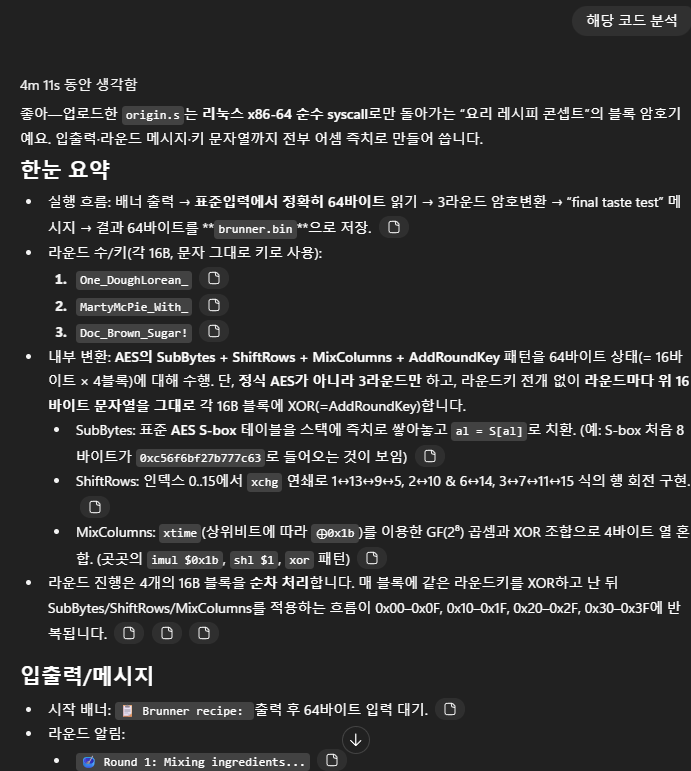 해당 코드 분석
4m 11s 동안 생각함
좋아—업로드한 origin.s 는 리눅스 x86-64 순수 syscall로만 돌아가는 “요리 레시피 콘셉트”의 블록 암호기
예요. 입출력·라운드 메시지·키 문자열까지 전부 어셈 즉치로 만들어 씁니다.
한눈 요약
• 실행 흐름: 배너 출력 → 표준입력에서 정확히 64바이트 읽기 → 3라운드 암호변환 → “final taste test” 메
시지 → 결과 64바이트를 ** brunner.bin **으로 저장.
• 라운드 수/키(각 16B, 문자 그대로 키로 사용):
1. One_DoughLorean_
2. MartyMcPie_With_
3. Doc_Brown_Sugar!
• 내부 변환: AES의 SubBytes + ShiftRows + MixColumns + AddRoundKey 패턴을 64바이트 상태(= 16바
이트 × 4블록)에 대해 수행. 단, 정식 AES가 아니라 3라운드만 하고, 라운드키 전개 없이 라운드마다 위 16
바이트 문자열을 그대로 각 16B 블록에 XOR(=AddRoundKey)합니다.
• SubBytes: 표준 AES S-box 테이블을 스택에 즉치로 쌓아놓고 al = S[al] 로 치환. (예: S-box 처음 8
바이트가 0xc56f6bf27b777c63 로 들어오는 것이 보임)
• ShiftRows: 인덱스 0..15에서 xchg 연쇄로 1↔13↔9↔5, 2↔10 & 6↔14, 3↔7↔11↔15 식의 행 회전 구현.
• MixColumns: xtime (상위비트에 따라 ⊕0x1b )를 이용한 GF(2⁸) 곱셈과 XOR 조합으로 4바이트 열 혼
합. (곳곳의 imul $0x1b , shl $1 , xor 패턴)
• 라운드 진행은 4개의 16B 블록을 순차 처리합니다. 매 블록에 같은 라운드키를 XOR하고 난 뒤
SubBytes/ShiftRows/MixColumns를 적용하는 흐름이 0x00–0x0F, 0x10–0x1F, 0x20–0x2F, 0x30–0x3F에 반
복됩니다.
입출력/메시지
• 시작 배너: 📋 Brunner recipe: 출력 후 64바이트 입력 대기.
• 라운드 알림:
• 🥣 Round 1: Mixing ingredients...